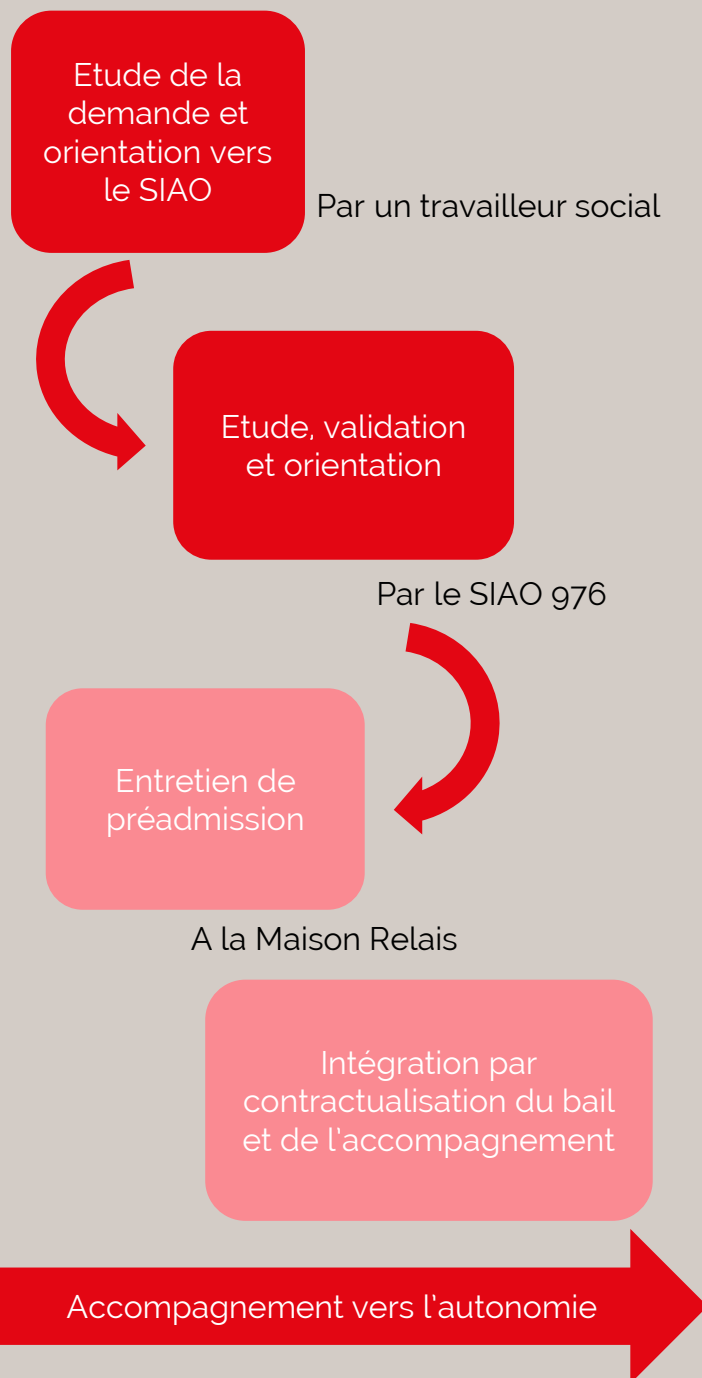 Etude de la
demande et
orientation vers
le SIAO
Par un travailleur social
Etude, validation
et orientation
Par le SIAO 976
Entretien de
préadmission
A la Maison Relais
Intégration par
contractualisation du bail
et de l'accompagnement
Accompagnement vers l'autonomie